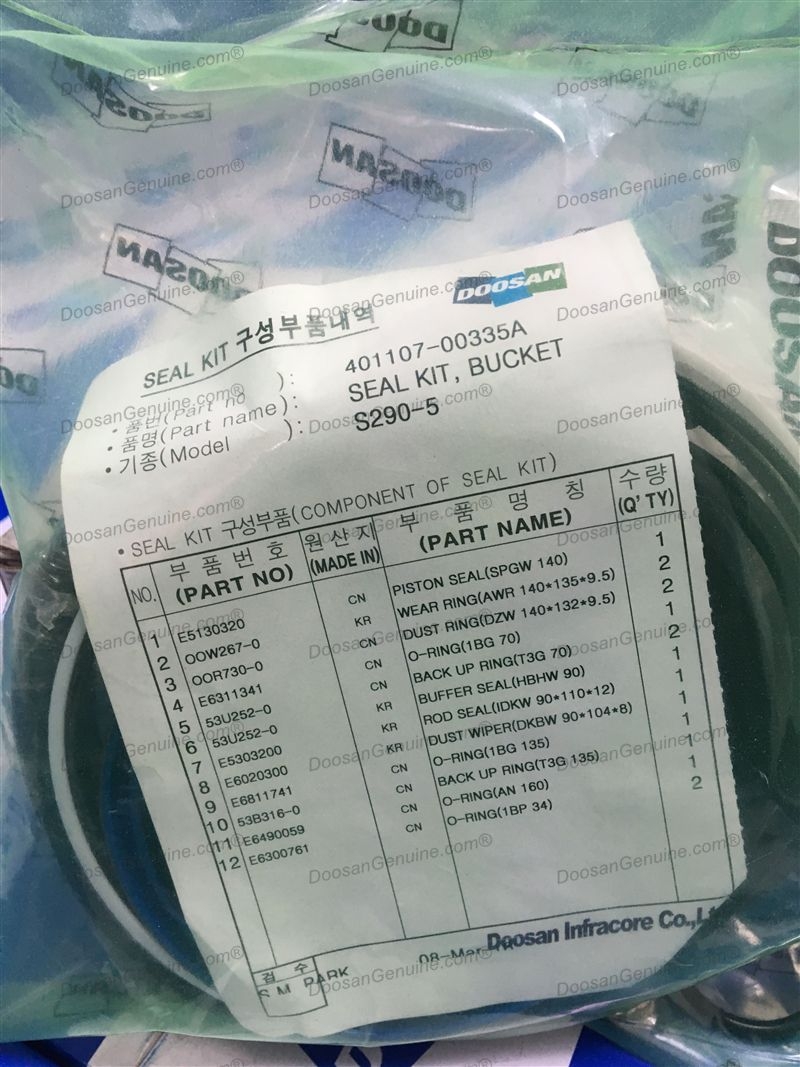 DOOSAN
SEAL KIT 구성부품내역
• 품번(Part no ): 401107-00335A
• 품명(Part name): SEAL KIT, BUCKET
• 기종(Model ): S290-5
• SEAL KIT 구성부품(COMPONENT OF SEAL KIT)
NO. 부 품 번 호 (PART NO) 원 산 지 (MADE IN) 부 품 명 칭 (PART NAME) 수 량 (Q' TY)
1 E5130320 CN PISTON SEAL(SPGW 140) 1
2 OOW267-0 KR WEAR RING(AWR 140*135*9.5) 2
3 OOR730-0 CN DUST RING(DZW 140*132*9.5) 2
4 E6311341 CN O-RING(1BG 70) 1
5 53U252-0 CN BACK UP RING(T3G 70) 2
6 53U252-0 KR BUFFER SEAL(HBHW 90) 1
7 E5303200 KR ROD SEAL(IDKW 90*110*12) 1
8 E6020300 KR DUST WIPER(DKBW 90*104*8) 1
9 E6811741 CN O-RING(1BG 135) 1
10 53B316-0 CN BACK UP RING(T3G 135) 1
11 E6490059 CN O-RING(AN 160) 1
12 E6300761 CN O-RING(1BP 34) 2
검 수
S.M. PARK
08-Mar
Doosan Infracore Co.,Lt
DoosanGenuine.com®